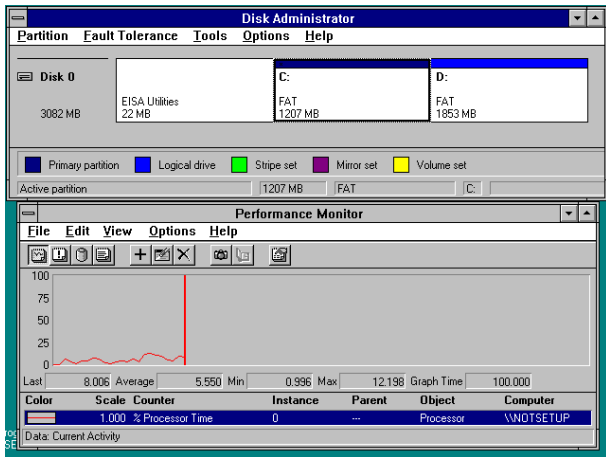 Disk Administrator
Partition Fault Tolerance Tools Options Help
Disk 0
3082 MB
EISA Utilities
22 MB
C:
FAT
1207 MB
D:
FAT
1853 MB
Primary partition Logical drive Stripe set Mirror set Volume set
Active partition 1207 MB FAT C:
Performance Monitor
File Edit View Options Help
100
75
50
25
0
Last 8.006 Average 5.550 Min 0.996 Max 12.198 Graph Time 100.000
Color Scale Counter Instance Parent Object Computer
1.000 % Processor Time 0 --- Processor \\NOTSETUP
Data: Current Activity